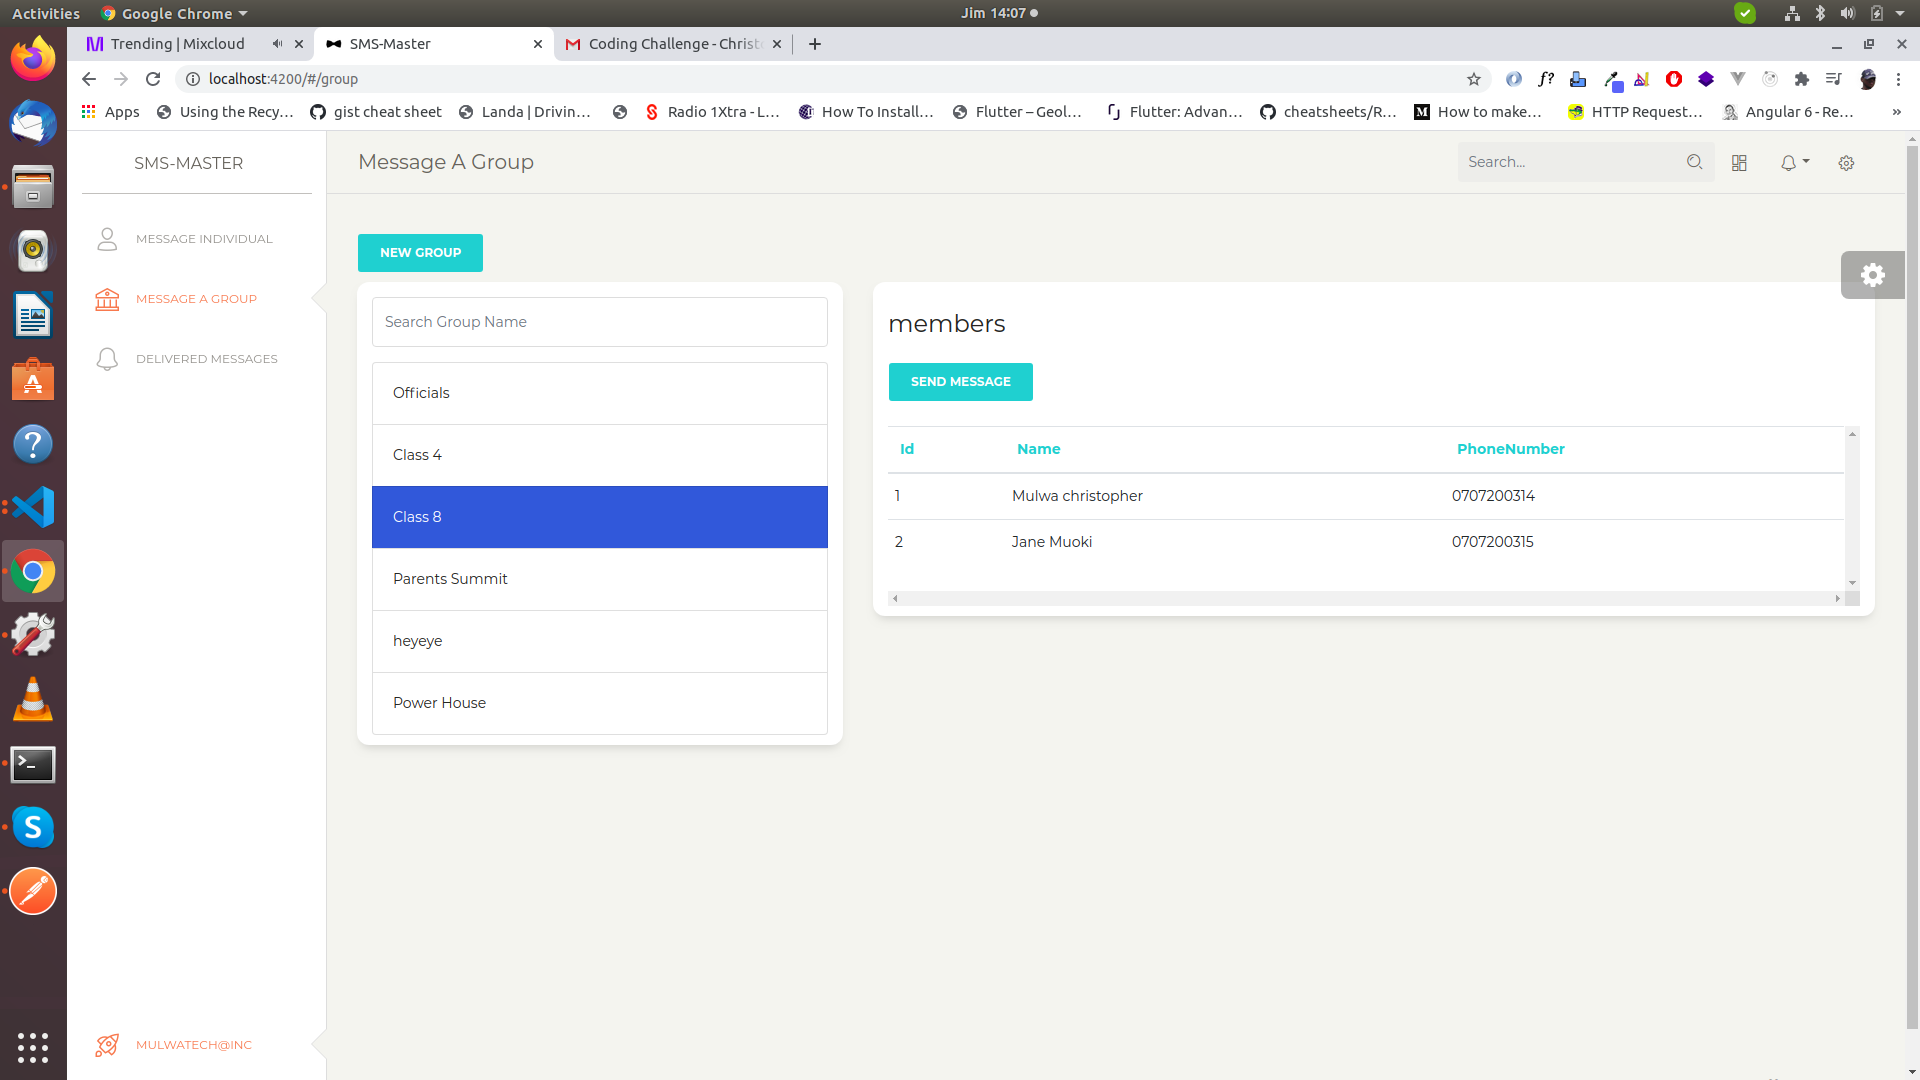 Activities Google Chrome Jim 14:07
Trending | Mixcloud SMS-Master Coding Challenge - Christo
localhost:4200/#/group
Apps Using the Recy… gist cheat sheet Landa | Drivin… Radio 1Xtra - L… How To Install… Flutter – Geol… Flutter: Advan… cheatsheets/R… How to make… HTTP Request… Angular 6 - Re… »
SMS-MASTER
MESSAGE INDIVIDUAL
MESSAGE A GROUP
DELIVERED MESSAGES
MULWATECH@INC
Message A Group
Search...
NEW GROUP
Search Group Name
Officials
Class 4
Class 8
Parents Summit
heyeye
Power House
members
SEND MESSAGE
Id Name PhoneNumber
1 Mulwa christopher 0707200314
2 Jane Muoki 0707200315